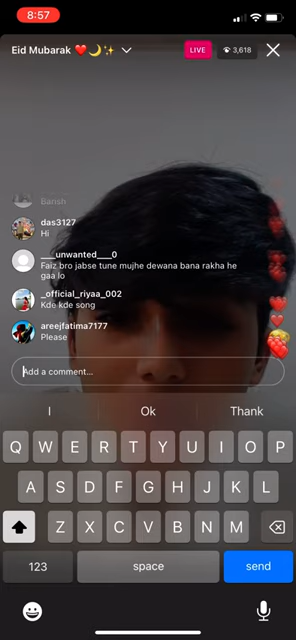 8:57
Eid Mubarak ❤️🌙✨
LIVE
3,618
Barish
das3127
Hi
____unwanted____0
Faiz bro jabse tune mujhe dewana bana rakha he
gaa lo
_official_riyaa_002
Kde kde song
areejfatima7177
Please
Add a comment...
I Ok Thank
Q W E R T Y U I O P
A S D F G H J K L
Z X C V B N M
123 space send